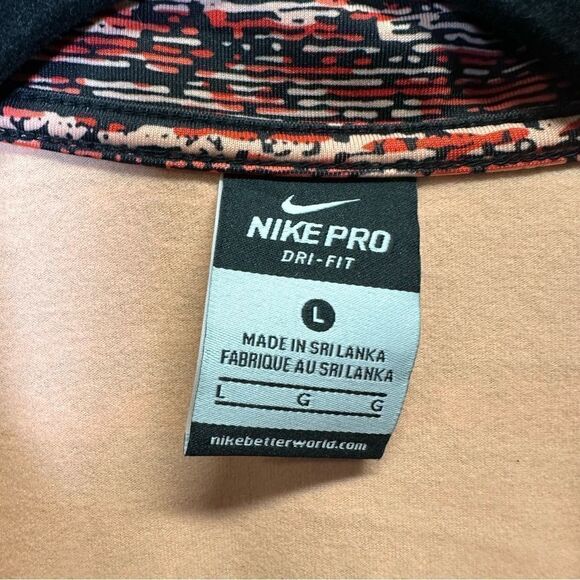 NIKE PRO
DRI-FIT
L
MADE IN SRI LANKA
FABRIQUE AU SRI LANKA
L G G
nikebetterworld.com